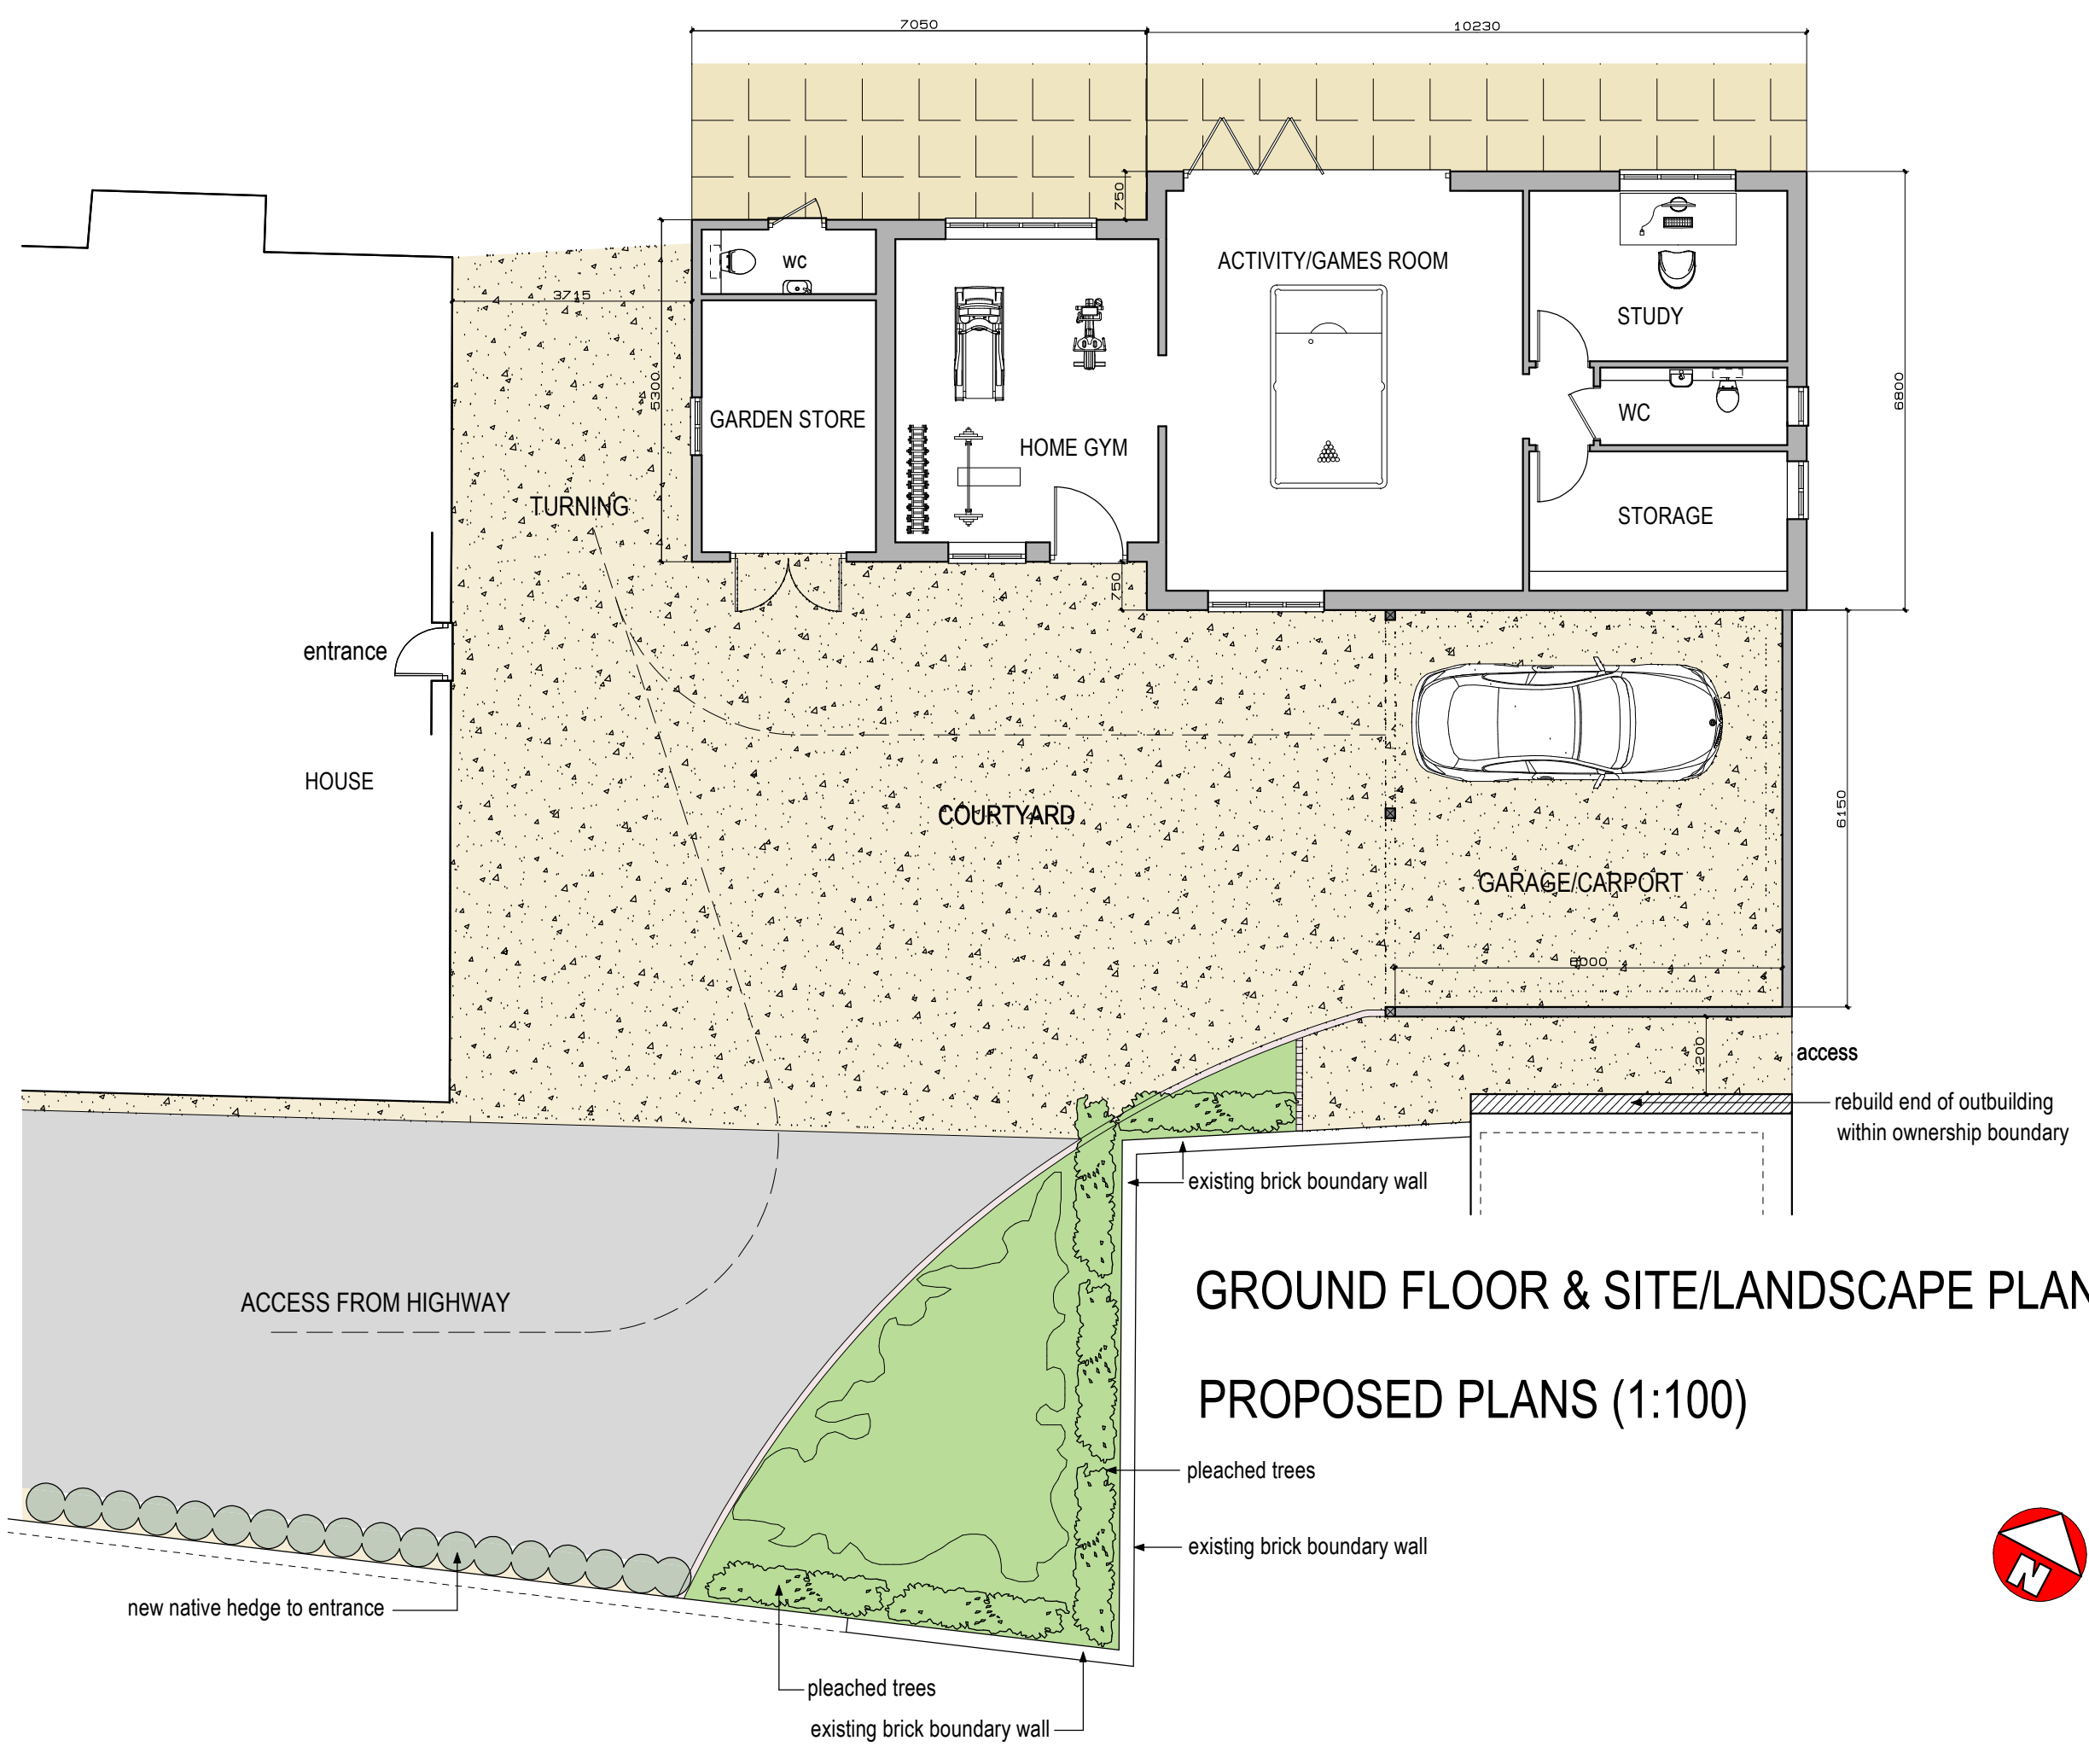 7050
10230
750
wc
ACTIVITY/GAMES ROOM
3715
STUDY
5300
6800
GARDEN STORE
WC
HOME GYM
TURNING
STORAGE
750
entrance
HOUSE
COURTYARD
6150
GARAGE/CARPORT
6000
1200
access
rebuild end of outbuilding
within ownership boundary
existing brick boundary wall
GROUND FLOOR & SITE/LANDSCAPE PLAN
ACCESS FROM HIGHWAY
PROPOSED PLANS (1:100)
pleached trees
existing brick boundary wall
N
new native hedge to entrance
pleached trees
existing brick boundary wall